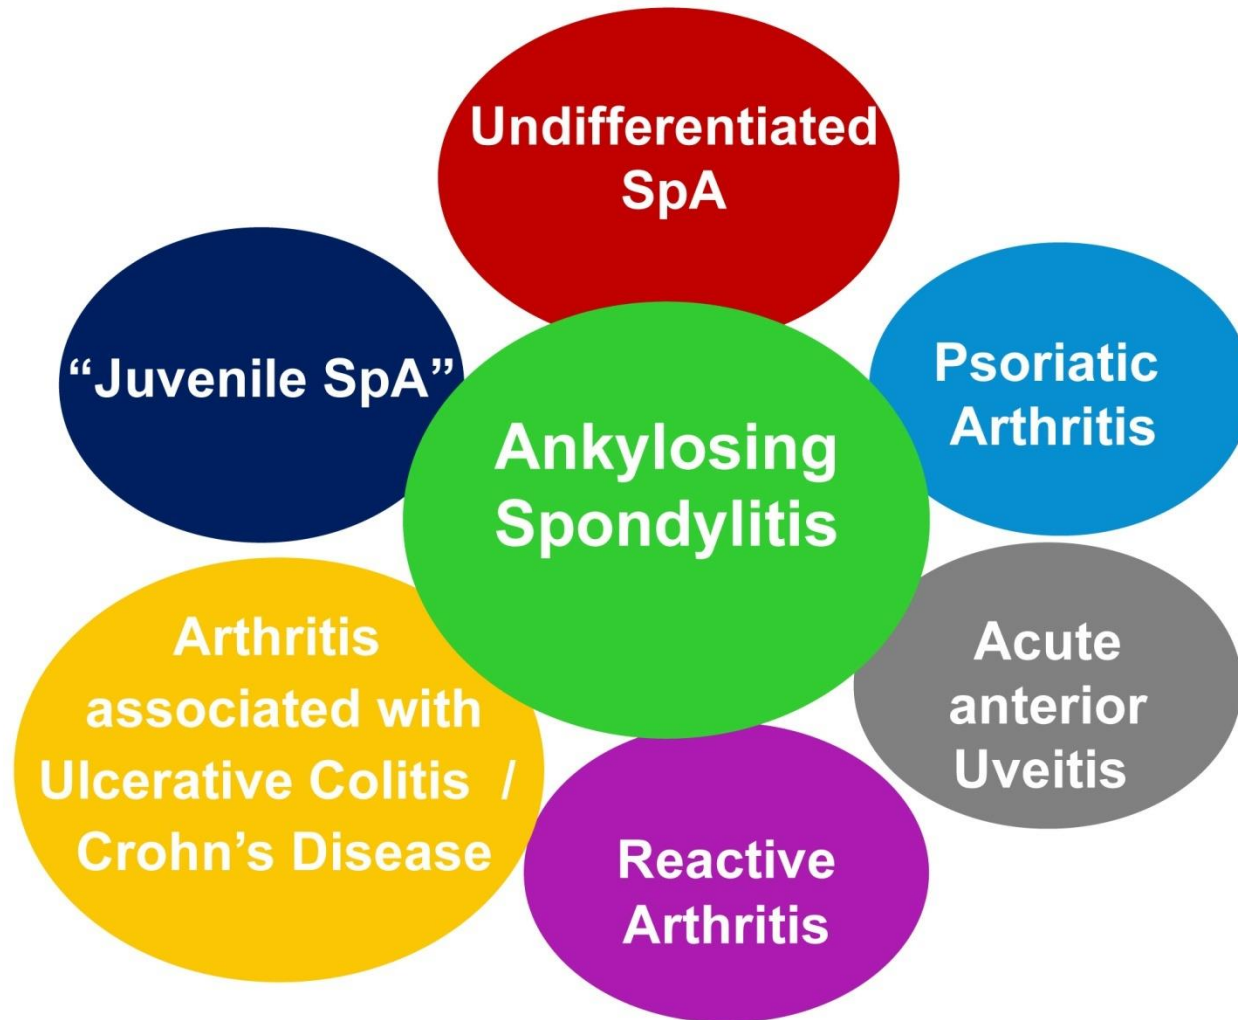 Undifferentiated
SpA
“Juvenile SpA”
Psoriatic
Arthritis
Ankylosing
Spondylitis
Arthritis
associated with
Ulcerative Colitis /
Crohn’s Disease
Acute
anterior
Uveitis
Reactive
Arthritis